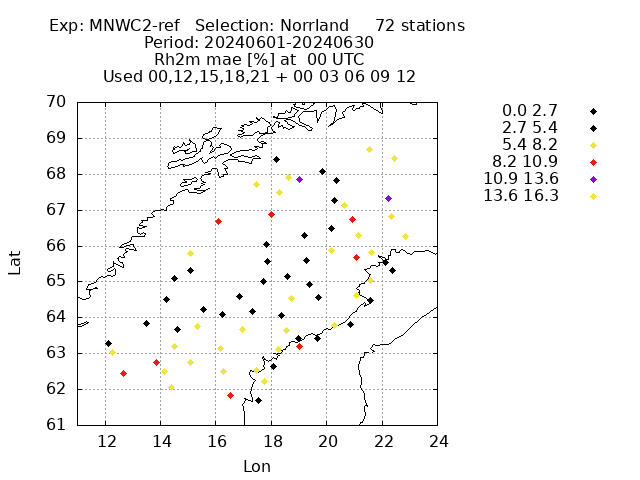 Exp: MNWC2-ref   Selection: Norrland     72 stations
Period: 20240601-20240630
Rh2m mae [%] at  00 UTC
Used 00,12,15,18,21 + 00 03 06 09 12
70
69
68
67
66
65
64
63
62
61
Lat
12 14 16 18 20 22 24
Lon
0.0 2.7
2.7 5.4
5.4 8.2
8.2 10.9
10.9 13.6
13.6 16.3